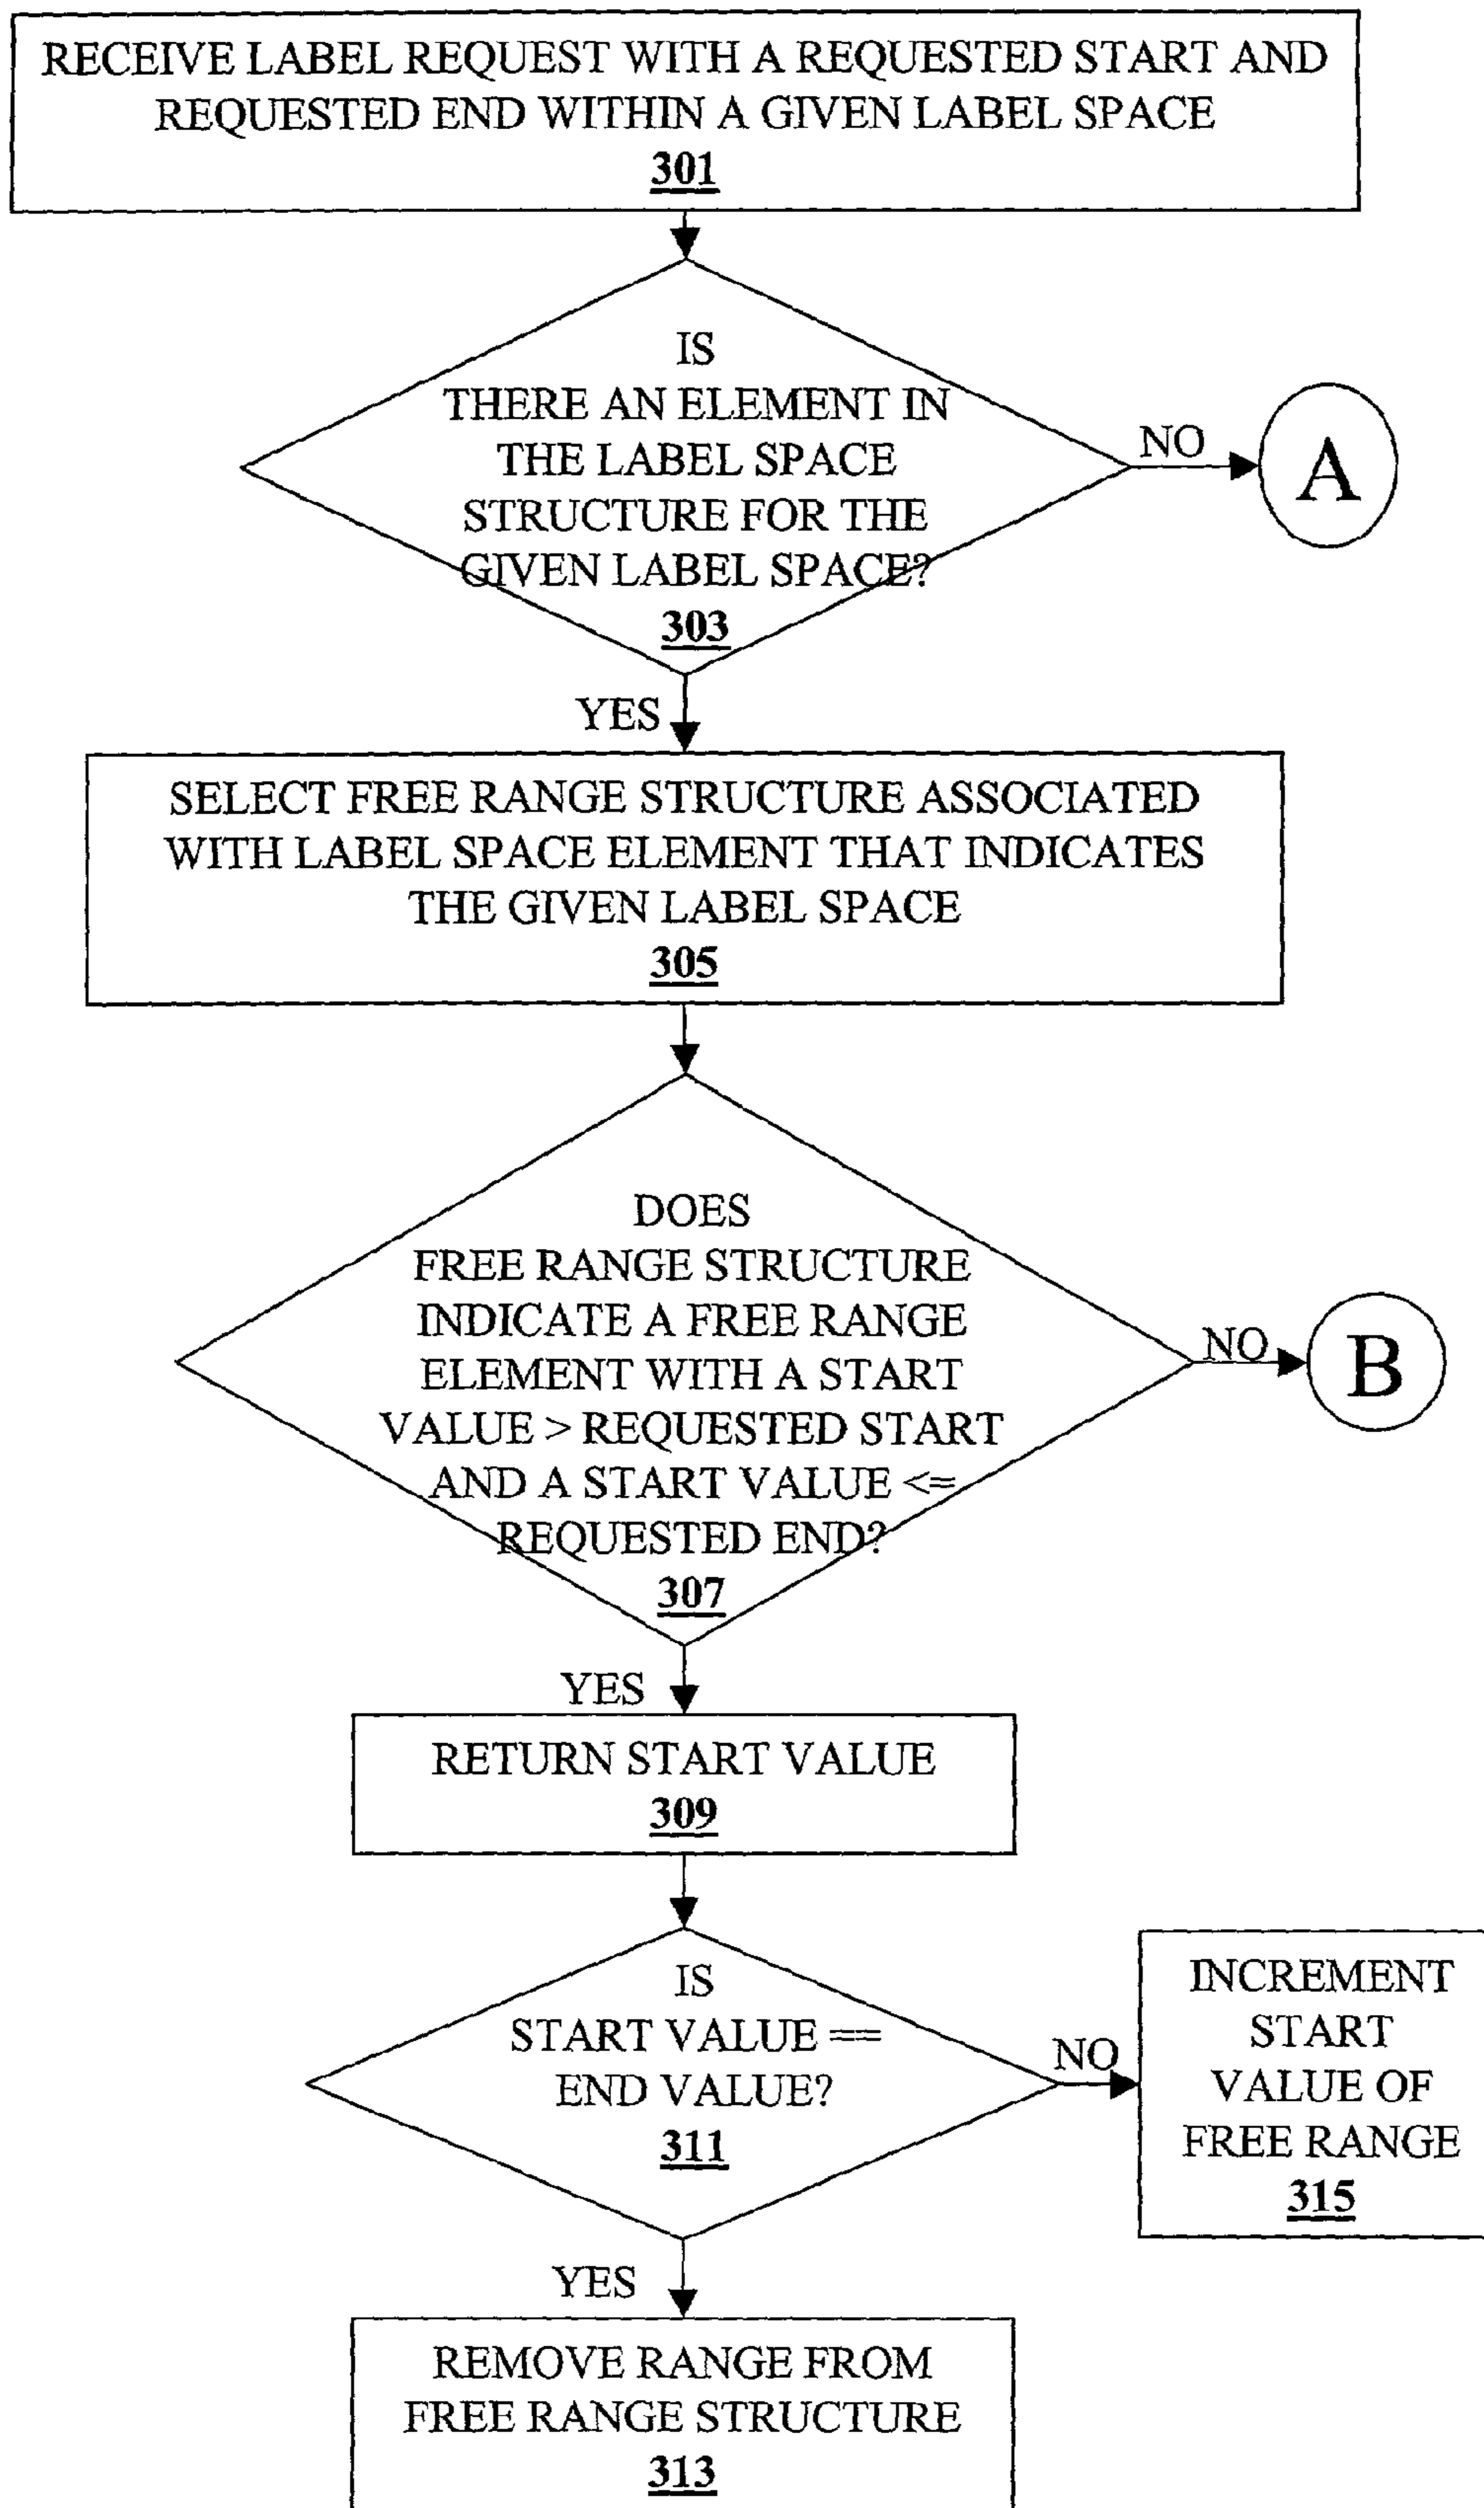 RECEIVE LABEL REQUEST WITH A REQUESTED START AND
REQUESTED END WITHIN A GIVEN LABEL SPACE
301
IS
THERE AN ELEMENT IN
THE LABEL SPACE
STRUCTURE FOR THE
GIVEN LABEL SPACE?
303
NO
A
YES
SELECT FREE RANGE STRUCTURE ASSOCIATED
WITH LABEL SPACE ELEMENT THAT INDICATES
THE GIVEN LABEL SPACE
305
DOES
FREE RANGE STRUCTURE
INDICATE A FREE RANGE
ELEMENT WITH A START
VALUE > REQUESTED START
AND A START VALUE <=
REQUESTED END?
307
NO
B
YES
RETURN START VALUE
309
IS
START VALUE ==
END VALUE?
311
NO
INCREMENT
START
VALUE OF
FREE RANGE
315
YES
REMOVE RANGE FROM
FREE RANGE STRUCTURE
313